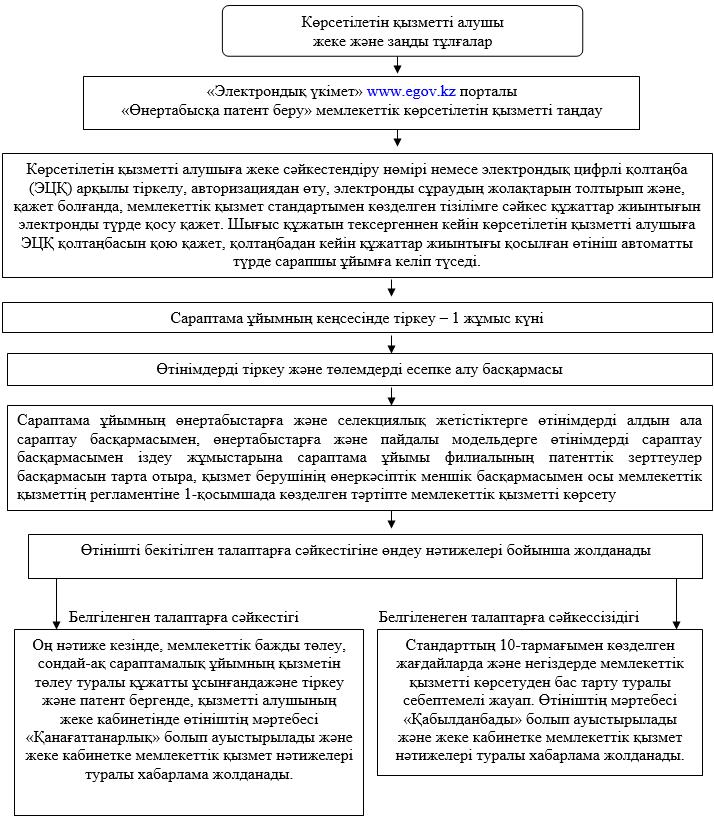 Көрсетілетін қызметті алушы
жеке және заңды тұлғалар
«Электрондық үкімет» www.egov.kz порталы
«Өнертабысқа патент беру» мемлекеттік көрсетілетін қызметті таңдау
Көрсетілетін қызметті алушыға жеке сәйкестендіру нөмірі немесе электрондық цифрлі қолтаңба
(ЭЦҚ) арқылы тіркелу, авторизациядан өту, электронды сұраудың жолақтарын толтырып және,
қажет болғанда, мемлекеттік қызмет стандартымен көзделген тізілімге сәйкес құжаттар жиынтығын
электронды түрде қосу қажет. Шығыс құжатын тексергеннен кейін көрсетілетін қызметті алушыға
ЭЦҚ қолтаңбасын қою қажет, қолтаңбадан кейін құжаттар жиынтығы қосылған өтініш автоматты
түрде сарапшы ұйымға келіп түседі.
Сараптама ұйымның кеңсесінде тіркеу – 1 жұмыс күні
Өтінімдерді тіркеу және төлемдерді есепке алу басқармасы
Сараптама ұйымның өнертабыстарға және селекциялық жетістіктерге өтінімдерді алдын ала
сараптау басқармасымен, өнертабыстарға және пайдалы модельдерге өтінімдерді сараптау
басқармасымен іздеу жұмыстарына сараптама ұйымы филиалының патенттік зерттеулер
басқармасын тарта отыра, қызмет берушінің өнеркәсіптік меншік басқармасымен осы мемлекеттік
қызметтің регламентіне 1-қосымшада көзделген тәртіпте мемлекеттік қызметті көрсету
Өтінішті бекітілген талаптарға сәйкестігіне өңдеу нәтижелері бойынша жолданады
Белгіленген талаптарға сәйкестігі
Оң нәтиже кезінде, мемлекеттік бажды төлеу,
сондай-ақ сараптамалық ұйымның қызметін
төлеу туралы құжатты ұсынғандажәне тіркеу
және патент бергенде, қызметті алушының
жеке кабинетінде өтініштің мәртебесі
«Қанағаттанарлық» болып ауыстырылады және
жеке кабинетке мемлекеттік қызмет нәтижелері
туралы хабарлама жолданады.
Белгіленеген талаптарға сәйкессізідігі
Стандарттың 10-тармағымен көзделген
жағдайларда және негіздерде мемлекеттік
қызметті көрсетуден бас тарту туралы
себептемелі жауап. Өтініштің мәртебесі
«Қабылданбады» болып ауыстырылады
және жеке кабинетке мемлекеттік қызмет
нәтижелері туралы хабарлама жолданады.